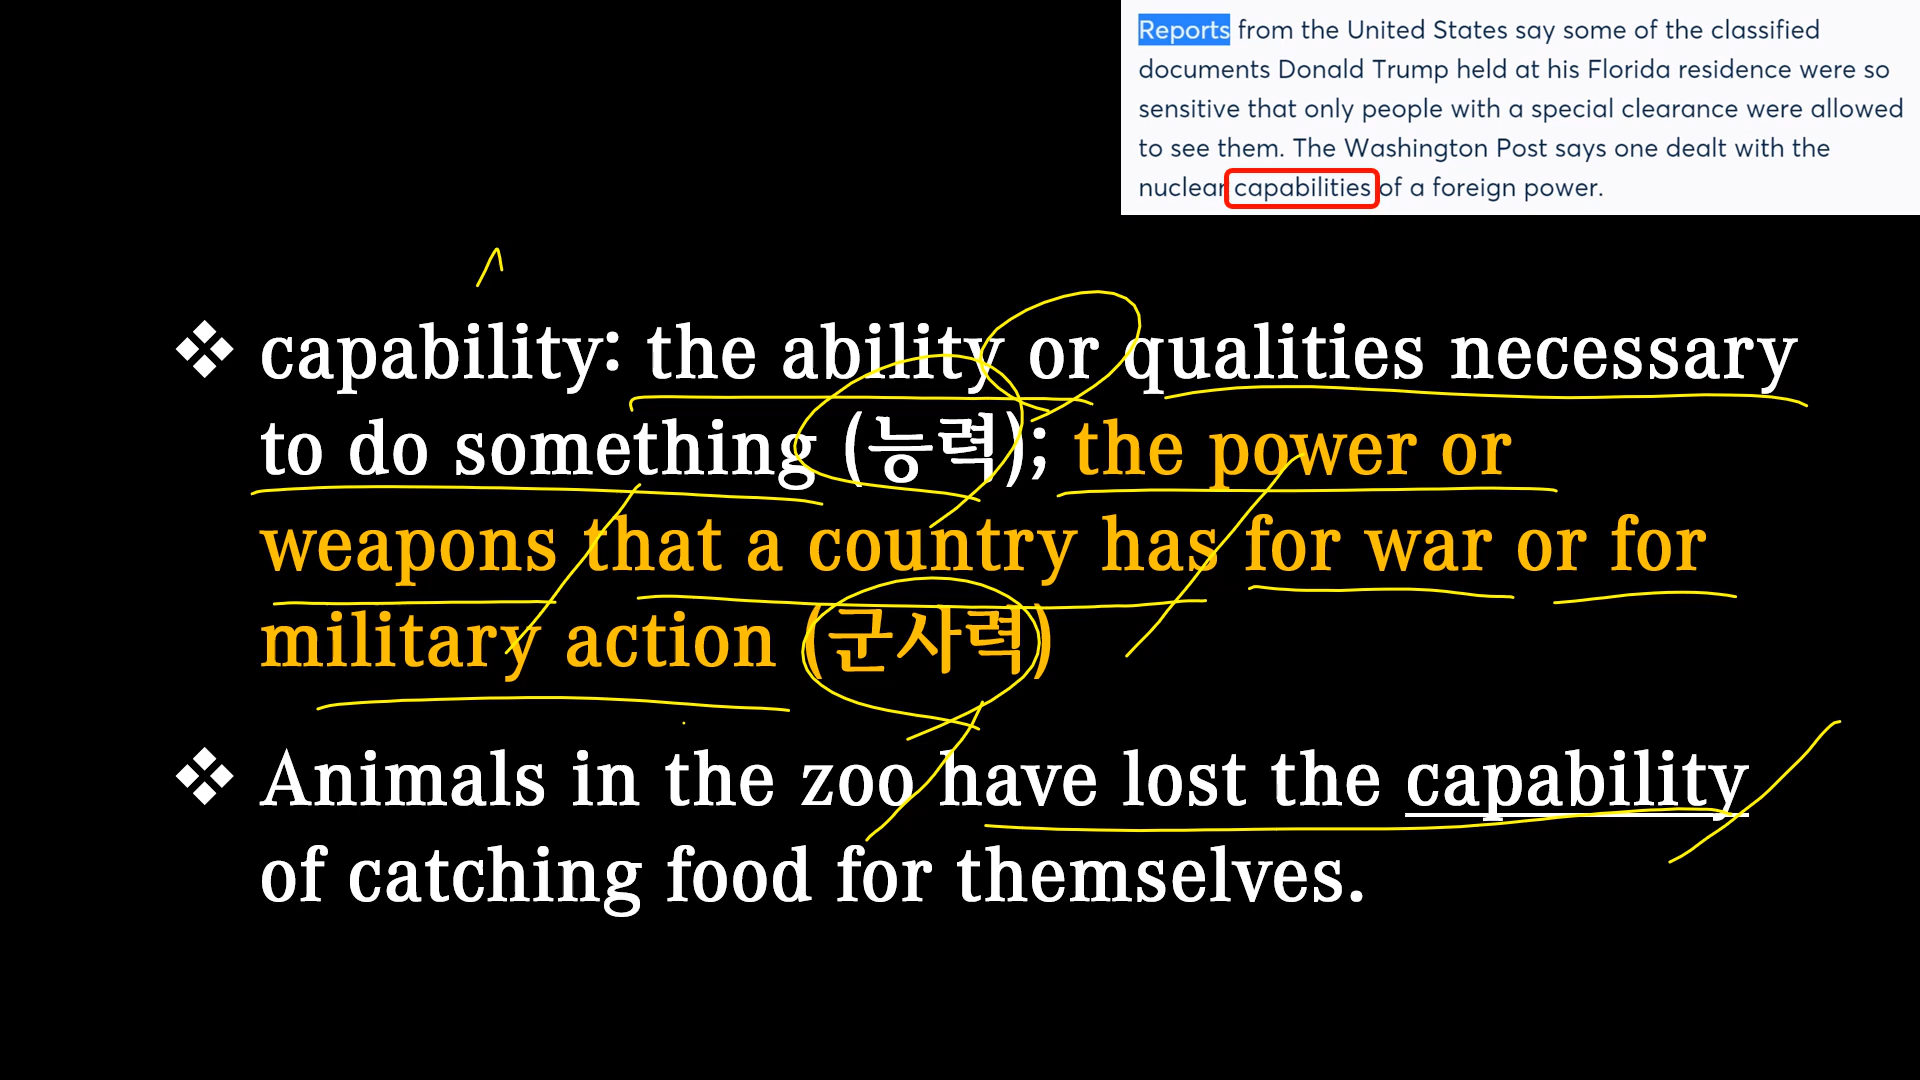 Reports from the United States say some of the classified
documents Donald Trump held at his Florida residence were so
sensitive that only people with a special clearance were allowed
to see them. The Washington Post says one dealt with the
nuclear capabilities of a foreign power.
❖ capability: the ability or qualities necessary
to do something (능력); the power or
weapons that a country has for war or for
military action (군사력)
❖ Animals in the zoo have lost the capability
of catching food for themselves.